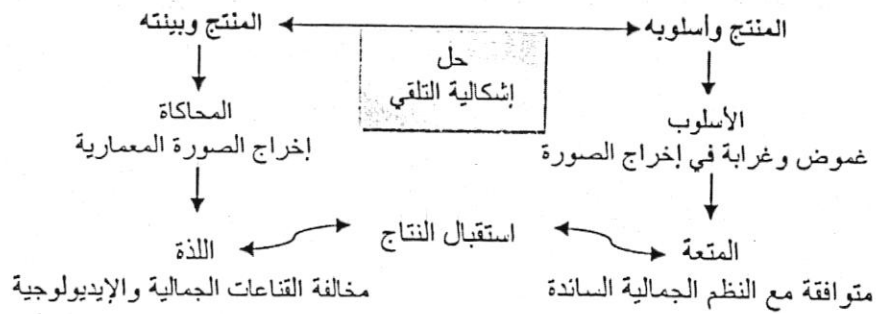 المنتج وأسلوبه
المنتج وبيئته
حل
إشكالية التلقي
الأسلوب
غموض وغرابة في إخراج الصورة
المحاكاة
إخراج الصورة المعمارية
استقبال النتاج
المتعة
متوافقة مع النظم الجمالية السائدة
اللذة
مخالفة القناعات الجمالية والإيديولوجية